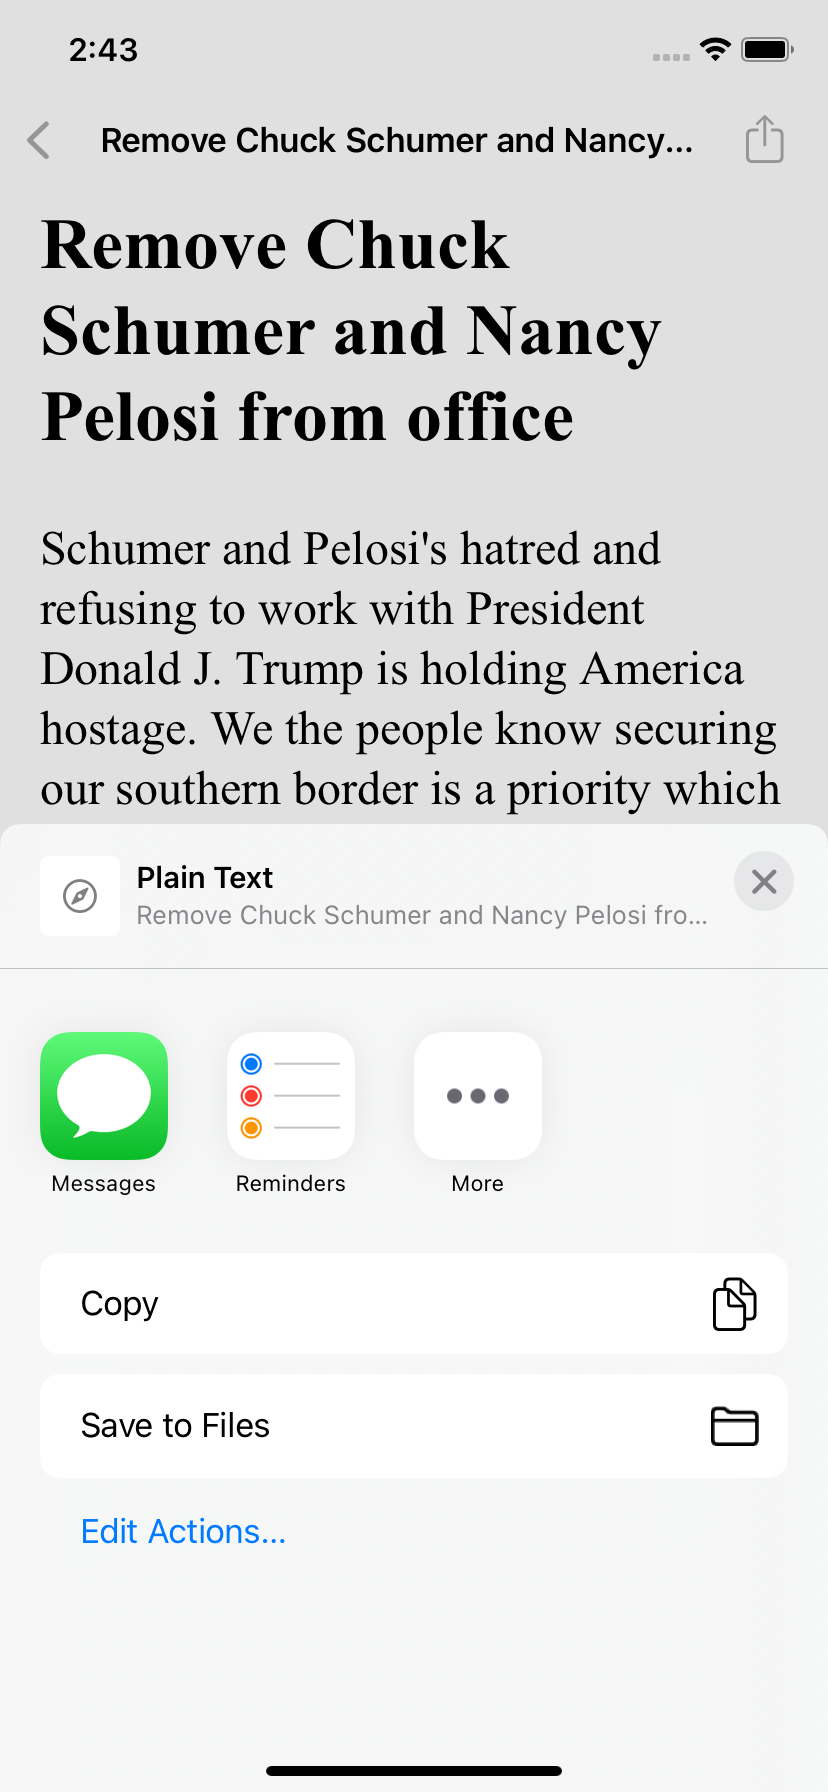 2:43
Remove Chuck Schumer and Nancy...
Remove Chuck
Schumer and Nancy
Pelosi from office
Schumer and Pelosi's hatred and
refusing to work with President
Donald J. Trump is holding America
hostage. We the people know securing
our southern border is a priority which
Plain Text
Remove Chuck Schumer and Nancy Pelosi fro...
Messages
Reminders
More
Copy
Save to Files
Edit Actions...